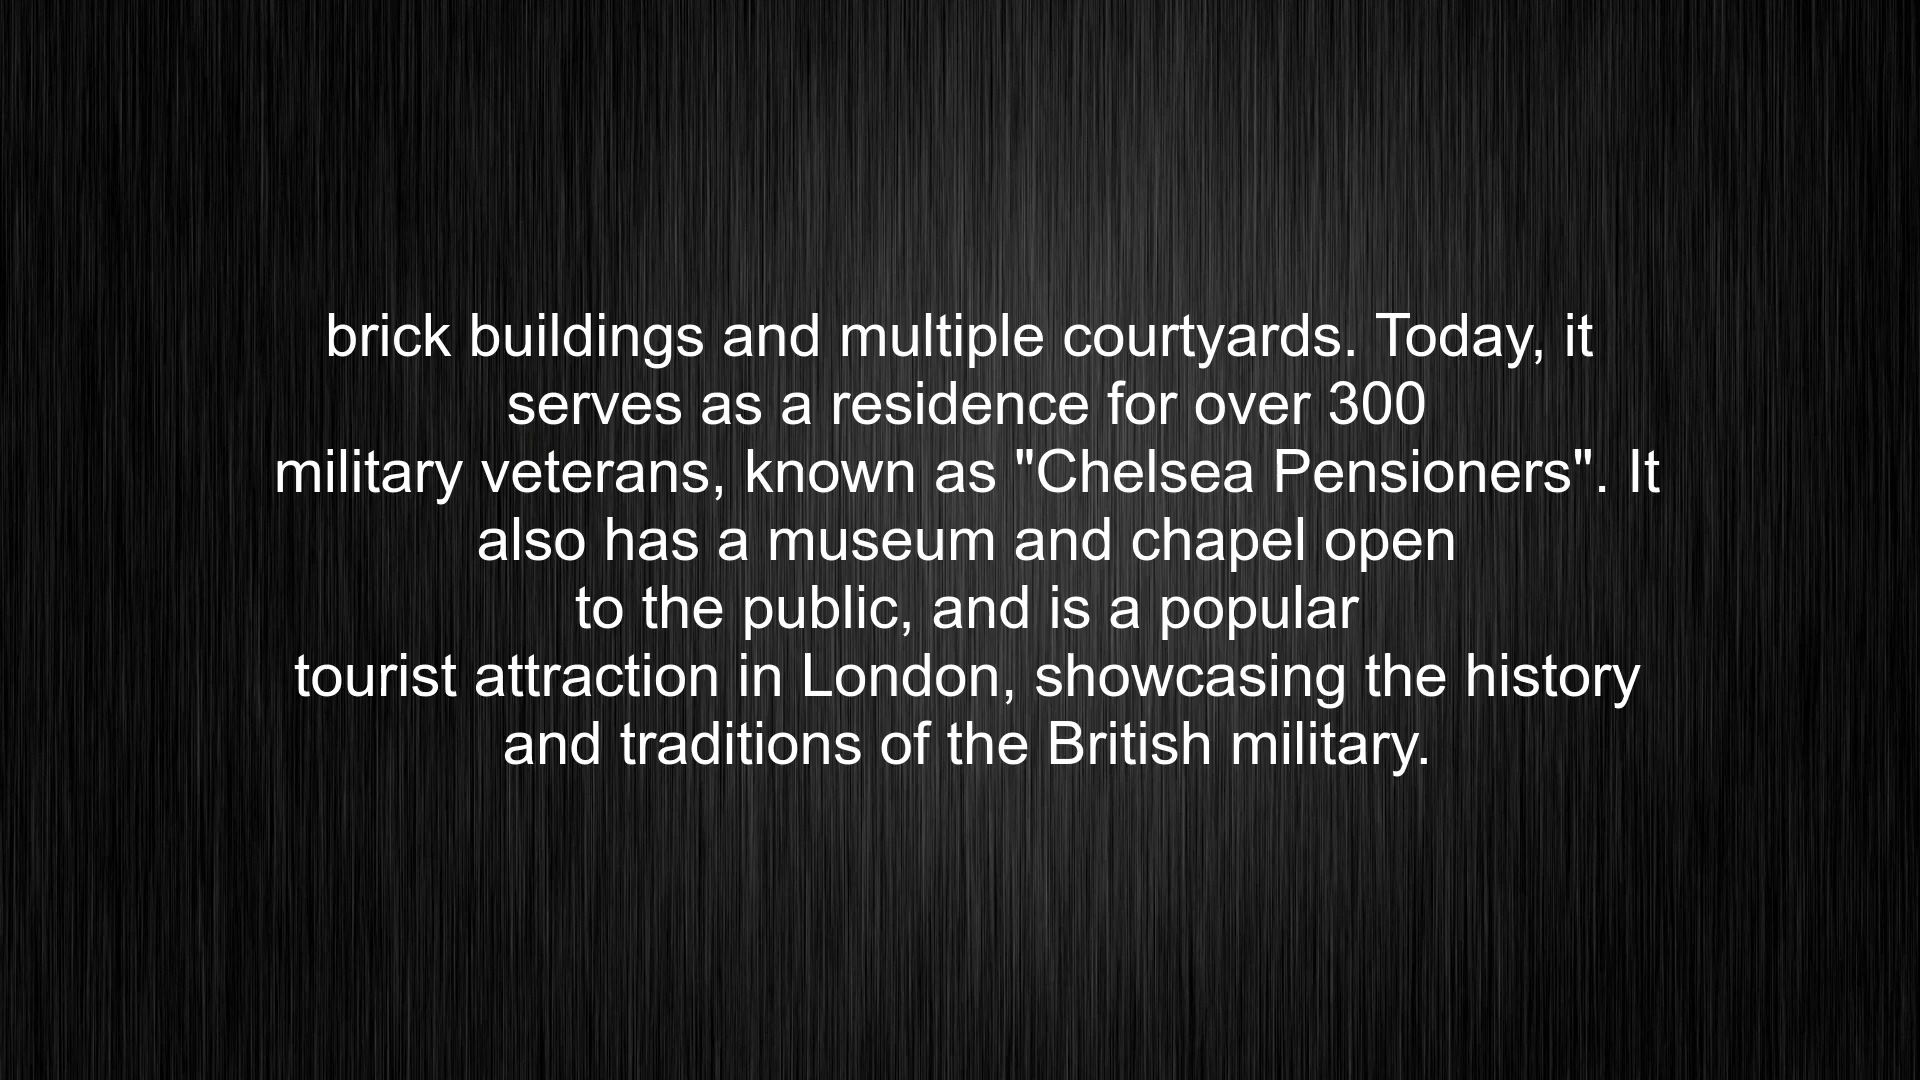 brick buildings and multiple courtyards. Today, it
serves as a residence for over 300
military veterans, known as "Chelsea Pensioners". It
also has a museum and chapel open
to the public, and is a popular
tourist attraction in London, showcasing the history
and traditions of the British military.